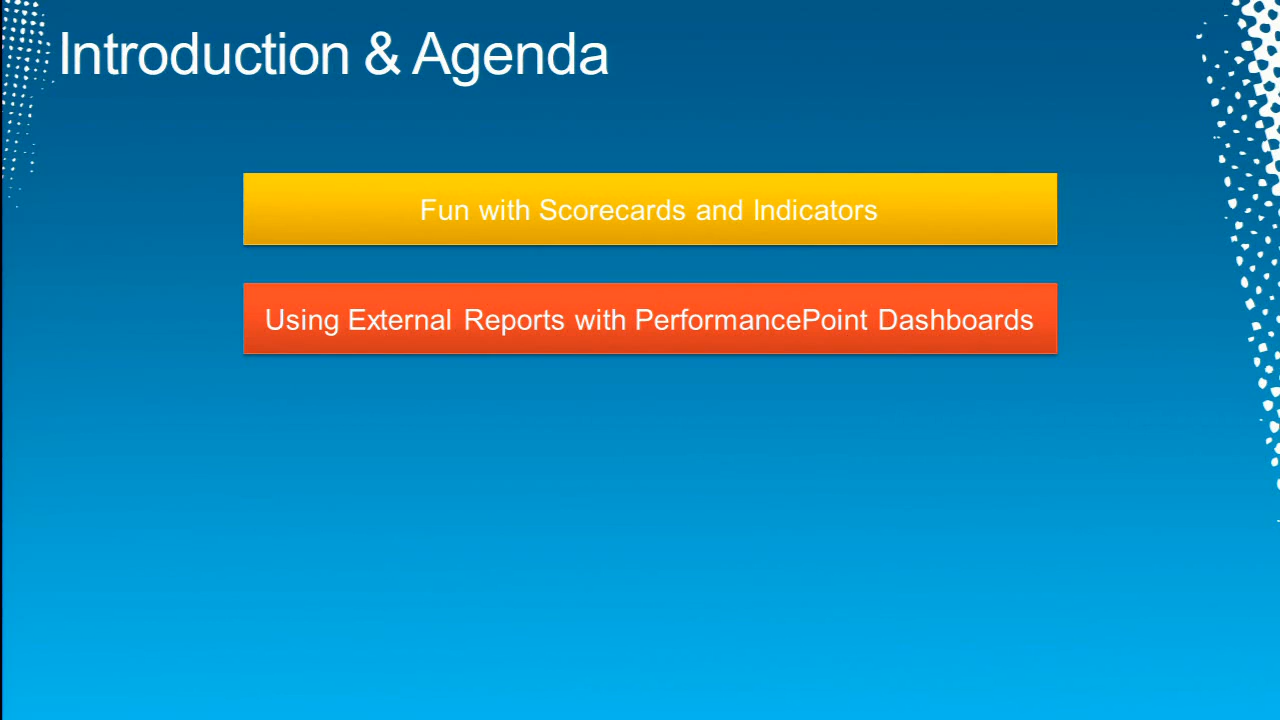 Introduction & Agenda
Fun with Scorecards and Indicators
Using External Reports with PerformancePoint Dashboards